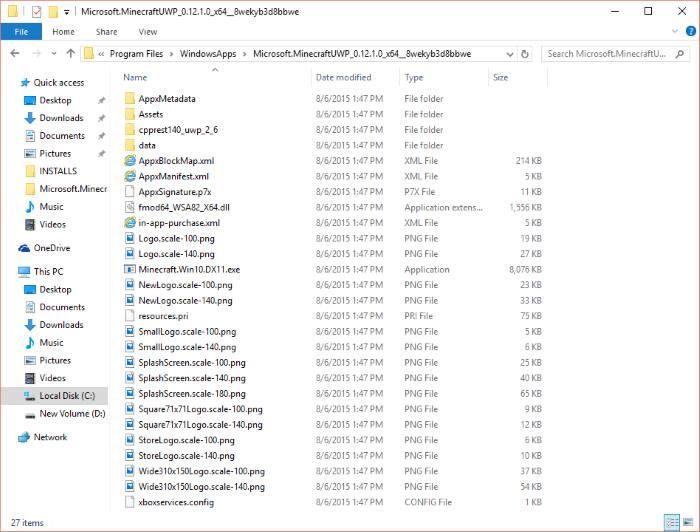 Microsoft.MinecraftUWP_0.12.1.0_x64__8wekyb3d8bbwe
File Home Share View
« Program Files > WindowsApps > Microsoft.MinecraftUWP_0.12.1.0_x64__8wekyb3d8bbwe Search Microsoft.MinecraftU...
Quick access
Desktop
Downloads
Documents
Pictures
INSTALLS
Microsoft.Minecr
Music
Videos
OneDrive
This PC
Desktop
Documents
Downloads
Music
Pictures
Videos
Local Disk (C:)
New Volume (D:)
Network
Name Date modified Type Size
AppxMetadata 8/6/2015 1:47 PM File folder
Assets 8/6/2015 1:47 PM File folder
cpprest140_uwp_2_6 8/6/2015 1:47 PM File folder
data 8/6/2015 1:47 PM File folder
AppxBlockMap.xml 8/6/2015 1:47 PM XML File 214 KB
AppxManifest.xml 8/6/2015 1:47 PM XML File 5 KB
AppxSignature.p7x 8/6/2015 1:47 PM P7X File 11 KB
fmod64_WSA82_X64.dll 8/6/2015 1:47 PM Application extens... 1,556 KB
in-app-purchase.xml 8/6/2015 1:47 PM XML File 5 KB
Logo.scale-100.png 8/6/2015 1:47 PM PNG File 19 KB
Logo.scale-140.png 8/6/2015 1:47 PM PNG File 27 KB
Minecraft.Win10.DX11.exe 8/6/2015 1:47 PM Application 8,076 KB
NewLogo.scale-100.png 8/6/2015 1:47 PM PNG File 23 KB
NewLogo.scale-140.png 8/6/2015 1:47 PM PNG File 33 KB
resources.pri 8/6/2015 1:47 PM PRI File 75 KB
SmallLogo.scale-100.png 8/6/2015 1:47 PM PNG File 5 KB
SmallLogo.scale-140.png 8/6/2015 1:47 PM PNG File 6 KB
SplashScreen.scale-100.png 8/6/2015 1:47 PM PNG File 25 KB
SplashScreen.scale-140.png 8/6/2015 1:47 PM PNG File 40 KB
SplashScreen.scale-180.png 8/6/2015 1:47 PM PNG File 65 KB
Square71x71Logo.scale-100.png 8/6/2015 1:47 PM PNG File 9 KB
Square71x71Logo.scale-140.png 8/6/2015 1:47 PM PNG File 12 KB
StoreLogo.scale-100.png 8/6/2015 1:47 PM PNG File 6 KB
StoreLogo.scale-140.png 8/6/2015 1:47 PM PNG File 10 KB
Wide310x150Logo.scale-100.png 8/6/2015 1:47 PM PNG File 37 KB
Wide310x150Logo.scale-140.png 8/6/2015 1:47 PM PNG File 54 KB
xboxservices.config 8/6/2015 1:47 PM CONFIG File 1 KB
27 items